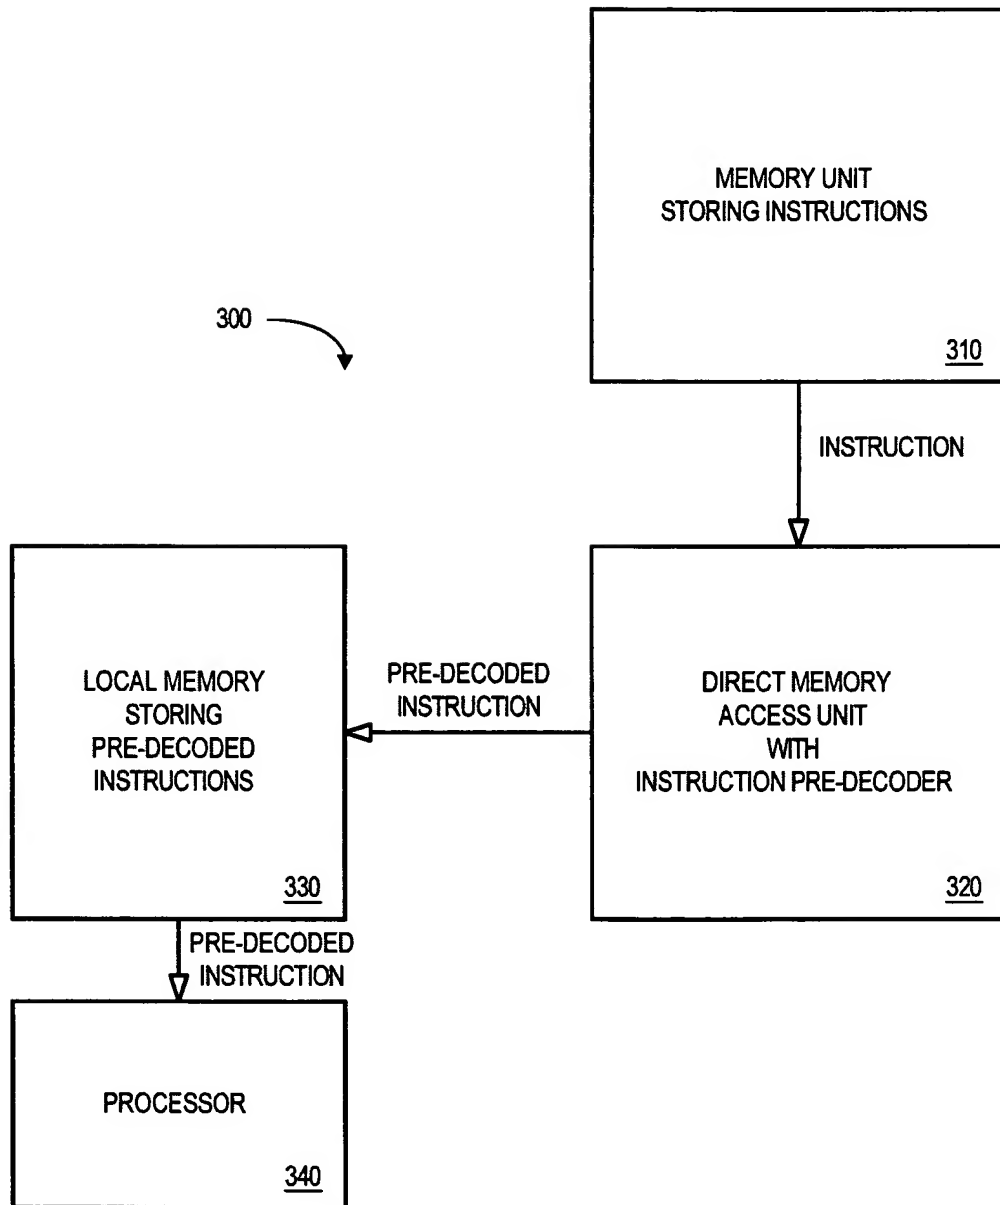 MEMORY UNIT
STORING INSTRUCTIONS
310
300
INSTRUCTION
LOCAL MEMORY
STORING
PRE-DECODED
INSTRUCTIONS
330
PRE-DECODED
INSTRUCTION
DIRECT MEMORY
ACCESS UNIT
WITH
INSTRUCTION PRE-DECODER
320
PRE-DECODED
INSTRUCTION
PROCESSOR
340